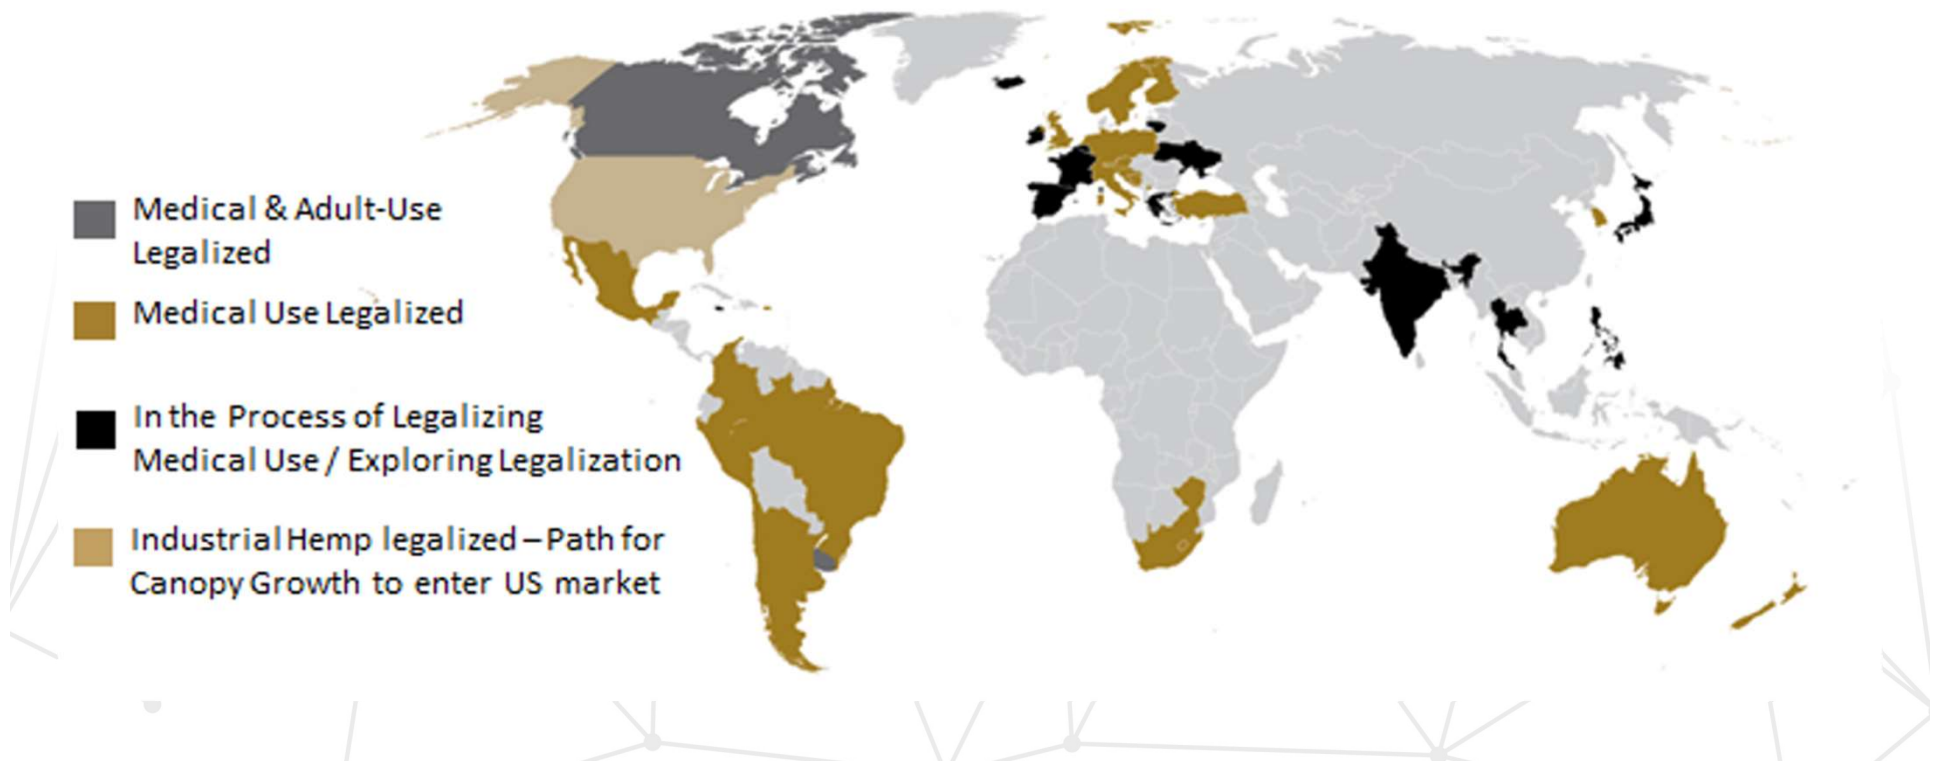 Medical & Adult-Use
Legalized
Medical Use Legalized
In the Process of Legalizing
Medical Use / Exploring Legalization
Industrial Hemp legalized – Path for
Canopy Growth to enter US market